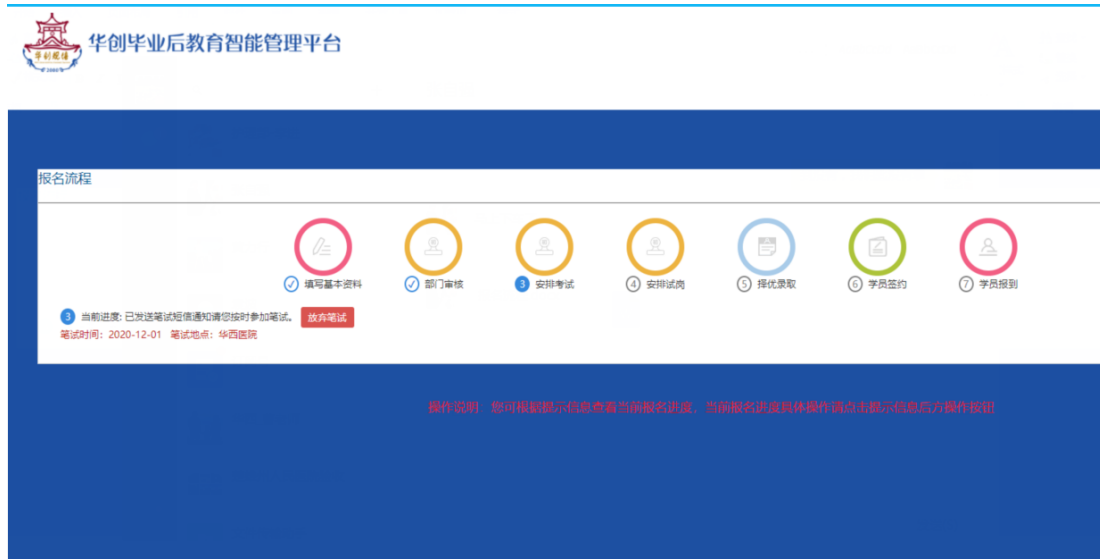 华创毕业后教育智能管理平台
报名流程
填写基本资料 部门审核 3 安排考试 4 安排试岗 5 择优录取 6 学员签约 7 学员报到
3 当前进度: 已发送笔试短信通知请您按时参加笔试。 放弃笔试
笔试时间：2020-12-01 笔试地点：华西医院
操作说明 您可根据提示信息查看当前报名进度，当前报名进度具体操作请点击提示信息后方操作按钮